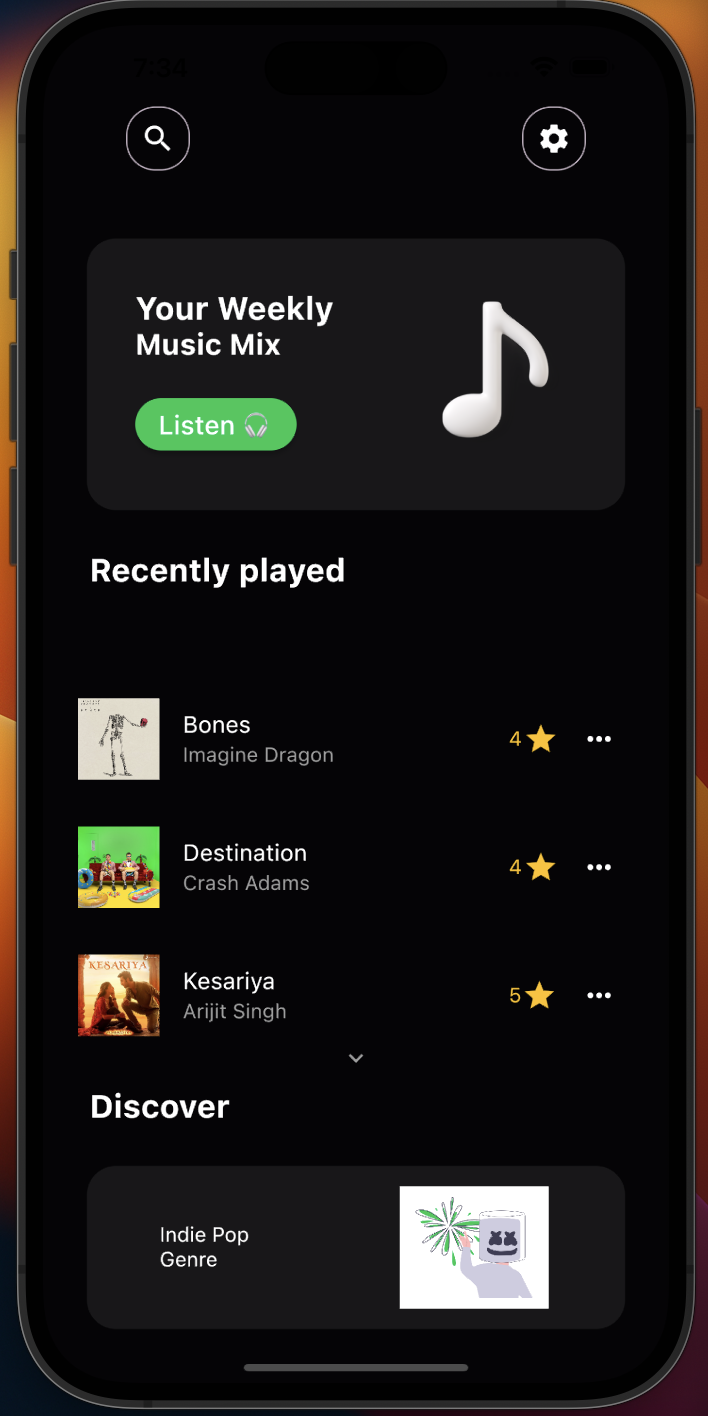 7:34
Your Weekly
Music Mix
Listen
Recently played
Bones
Imagine Dragon
4
Destination
Crash Adams
4
KESARIYA
Kesariya
Arijit Singh
5
Discover
Indie Pop
Genre